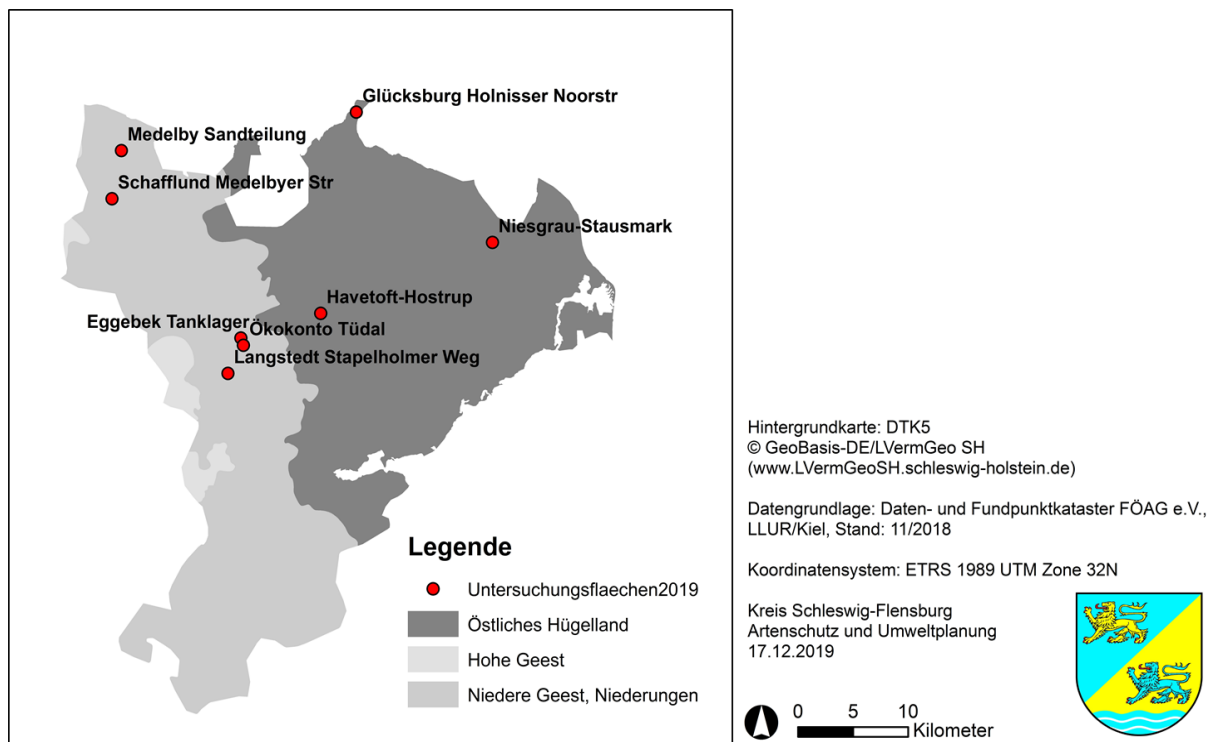 Glücksburg Holnisser Noorstr
Medelby Sandteilung
Schafflund Medelbyer Str
Niesgrau-Stausmark
Havetoft-Hostrup
Eggebek Tanklager
Ökokonto Tüdal
Langstedt Stapelholmer Weg
Legende
Untersuchungsflaechen2019
Östliches Hügelland
Hohe Geest
Niedere Geest, Niederungen
Hintergrundkarte: DTK5
© GeoBasis-DE/LVermGeo SH
(www.LVermGeoSH.schleswig-holstein.de)
Datengrundlage: Daten- und Fundpunktkataster FÖAG e.V.,
LLUR/Kiel, Stand: 11/2018
Koordinatensystem: ETRS 1989 UTM Zone 32N
Kreis Schleswig-Flensburg
Artenschutz und Umweltplanung
17.12.2019
0 5 10
Kilometer